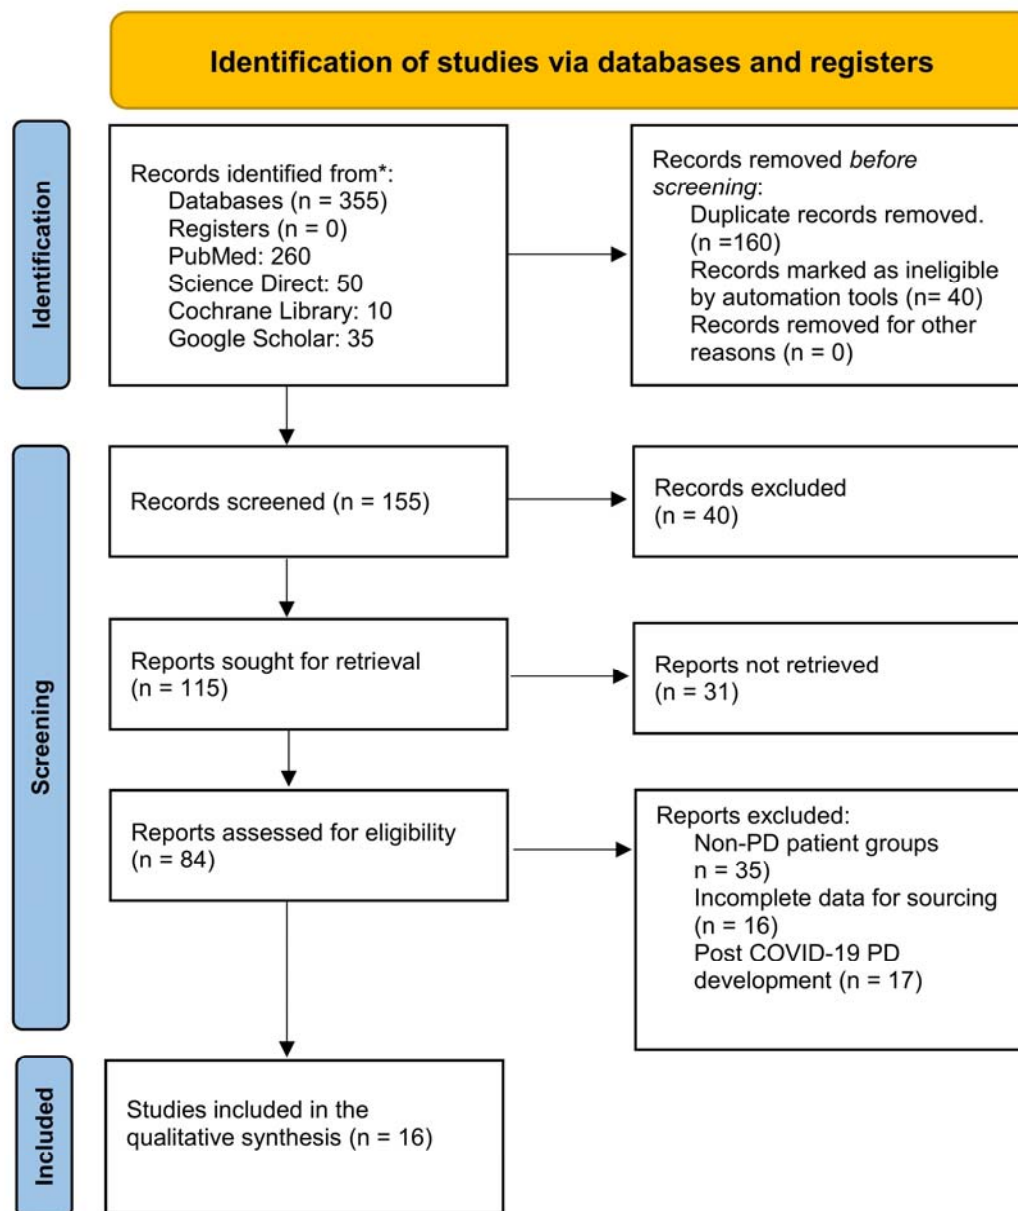 Identification of studies via databases and registers
Identification
Records identified from*:
Databases (n = 355)
Registers (n = 0)
PubMed: 260
Science Direct: 50
Cochrane Library: 10
Google Scholar: 35
Records removed before
screening:
Duplicate records removed.
(n =160)
Records marked as ineligible
by automation tools (n= 40)
Records removed for other
reasons (n = 0)
Screening
Records screened (n = 155)
Records excluded
(n = 40)
Reports sought for retrieval
(n = 115)
Reports not retrieved
(n = 31)
Reports assessed for eligibility
(n = 84)
Reports excluded:
Non-PD patient groups
n = 35)
Incomplete data for sourcing
(n = 16)
Post COVID-19 PD
development (n = 17)
Included
Studies included in the
qualitative synthesis (n = 16)